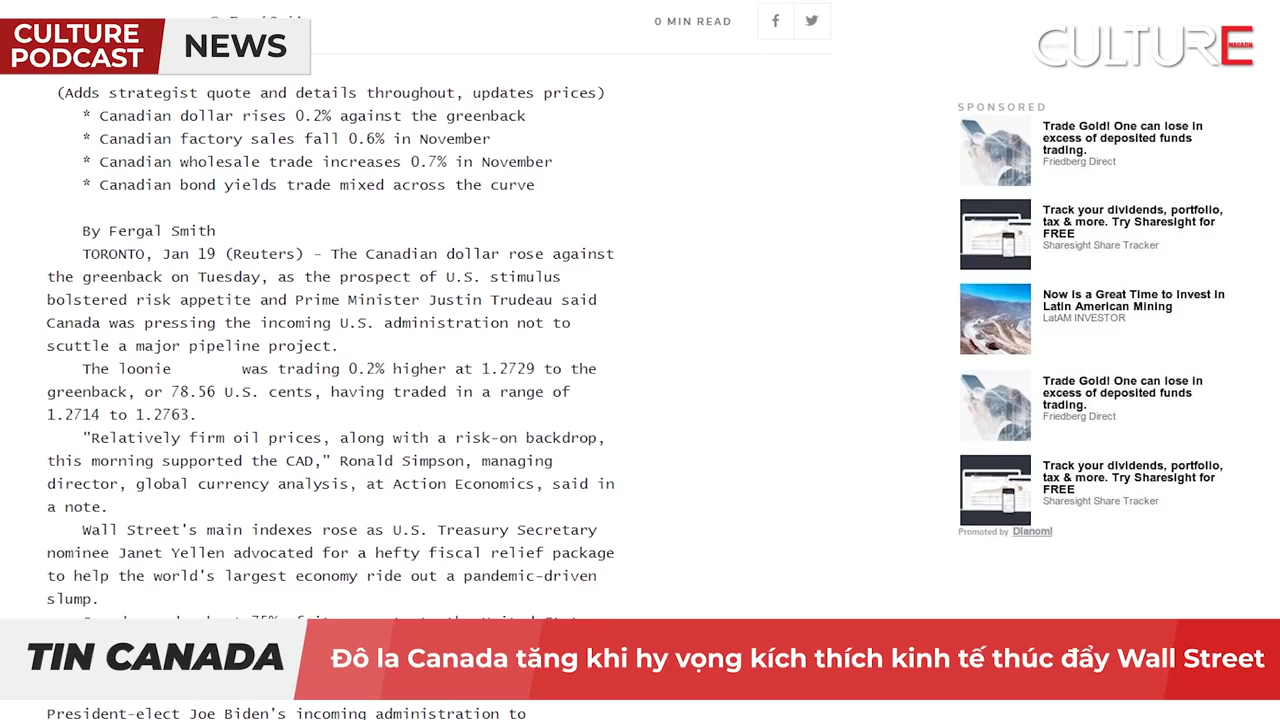 CULTURE
PODCAST
NEWS
0 MIN READ
CULTURE
MAGAZIN
(Adds strategist quote and details throughout, updates prices)
* Canadian dollar rises 0.2% against the greenback
* Canadian factory sales fall 0.6% in November
* Canadian wholesale trade increases 0.7% in November
* Canadian bond yields trade mixed across the curve
By Fergal Smith
TORONTO, Jan 19 (Reuters) - The Canadian dollar rose against
the greenback on Tuesday, as the prospect of U.S. stimulus
bolstered risk appetite and Prime Minister Justin Trudeau said
Canada was pressing the incoming U.S. administration not to
scuttle a major pipeline project.
The loonie was trading 0.2% higher at 1.2729 to the
greenback, or 78.56 U.S. cents, having traded in a range of
1.2714 to 1.2763.
"Relatively firm oil prices, along with a risk-on backdrop,
this morning supported the CAD," Ronald Simpson, managing
director, global currency analysis, at Action Economics, said in
a note.
Wall Street's main indexes rose as U.S. Treasury Secretary
nominee Janet Yellen advocated for a hefty fiscal relief package
to help the world's largest economy ride out a pandemic-driven
slump.
President-elect Joe Biden's incoming administration to
SPONSORED
Trade Gold! One can lose in
excess of deposited funds
trading.
Friedberg Direct
Track your dividends, portfolio,
tax & more. Try Sharesight for
FREE
Sharesight Share Tracker
Now is a Great Time to Invest in
Latin American Mining
LatAM INVESTOR
Trade Gold! One can lose in
excess of deposited funds
trading.
Friedberg Direct
Track your dividends, portfolio,
tax & more. Try Sharesight for
FREE
Sharesight Share Tracker
Promoted by Dianomi
TIN CANADA
Đô la Canada tăng khi hy vọng kích thích kinh tế thúc đẩy Wall Street